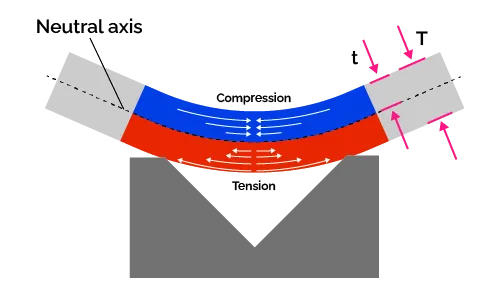 Neutral axis
T
t
Compression
Tension